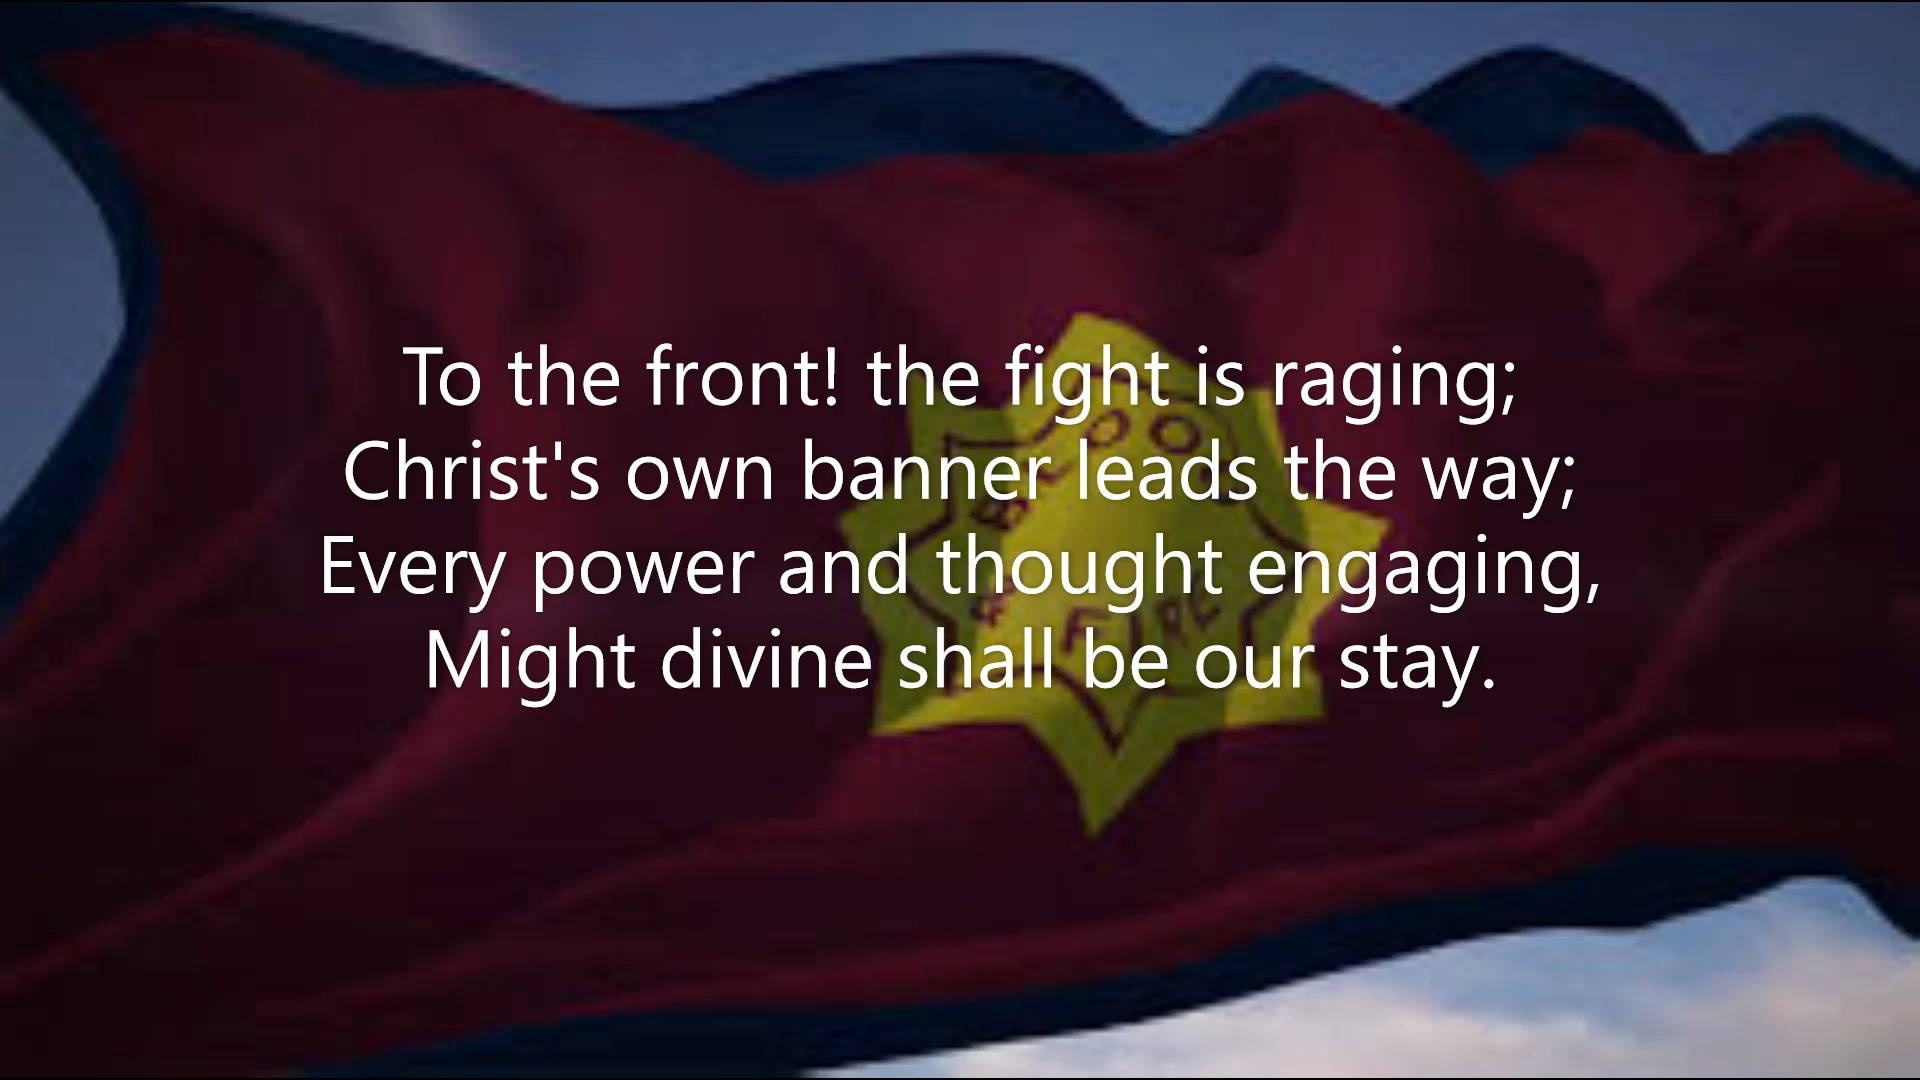 To the front! the fight is raging;
Christ's own banner leads the way;
Every power and thought engaging,
Might divine shall be our stay.
FIRE